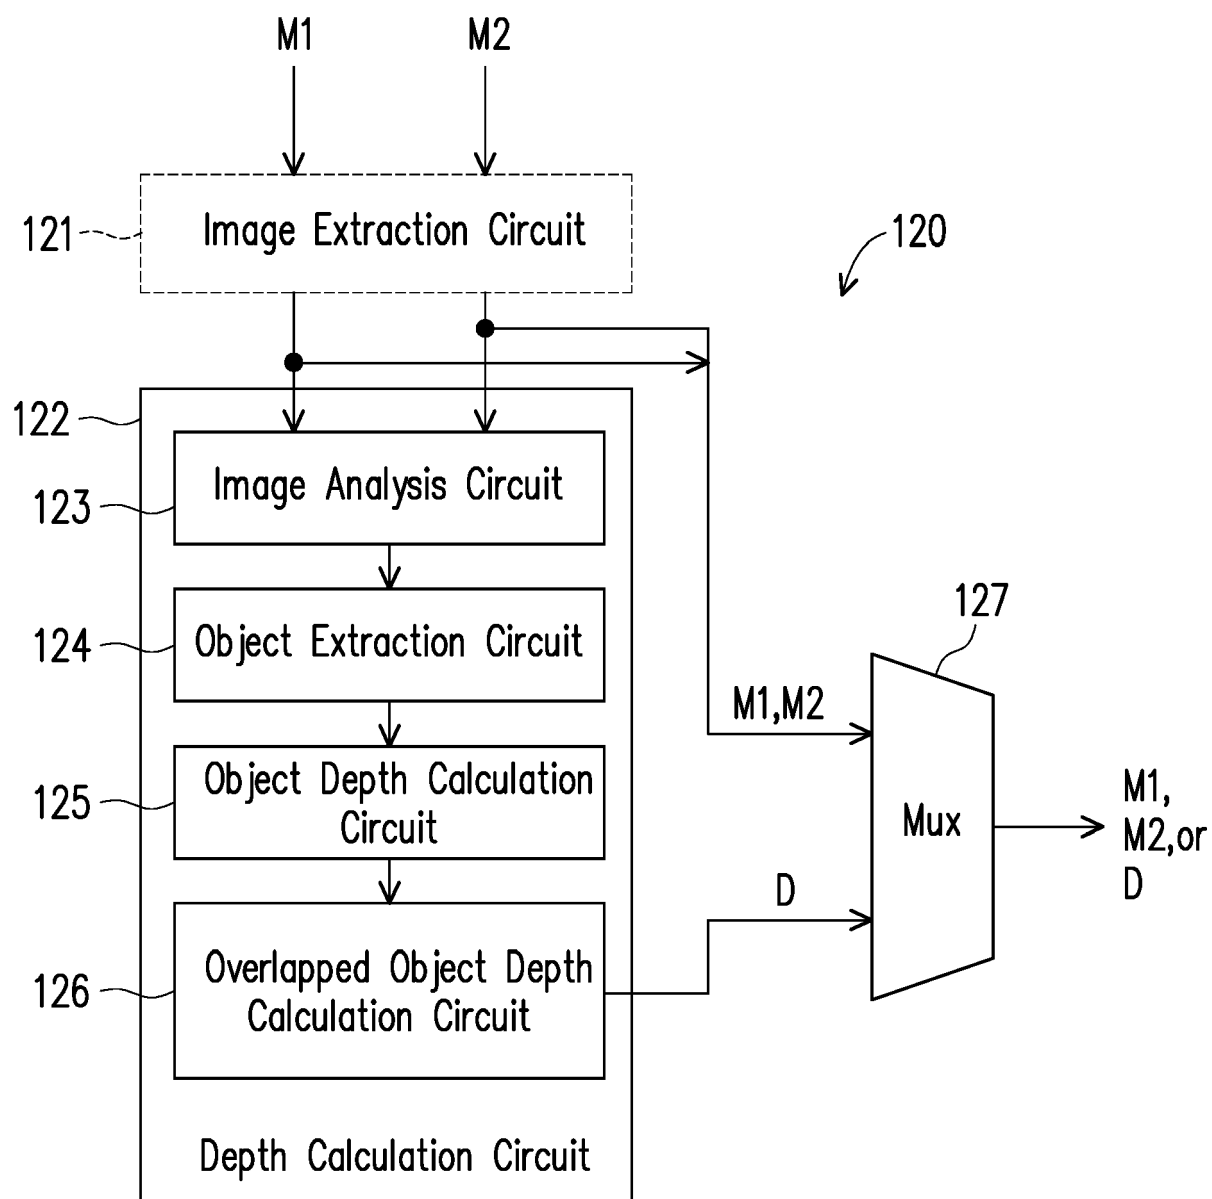 M1 M2
121 Image Extraction Circuit
120
122
123 Image Analysis Circuit
124 Object Extraction Circuit
125 Object Depth Calculation
Circuit
126 Overlapped Object Depth
Calculation Circuit
Depth Calculation Circuit
127
M1,M2
Mux
D
M1,
M2,or
D